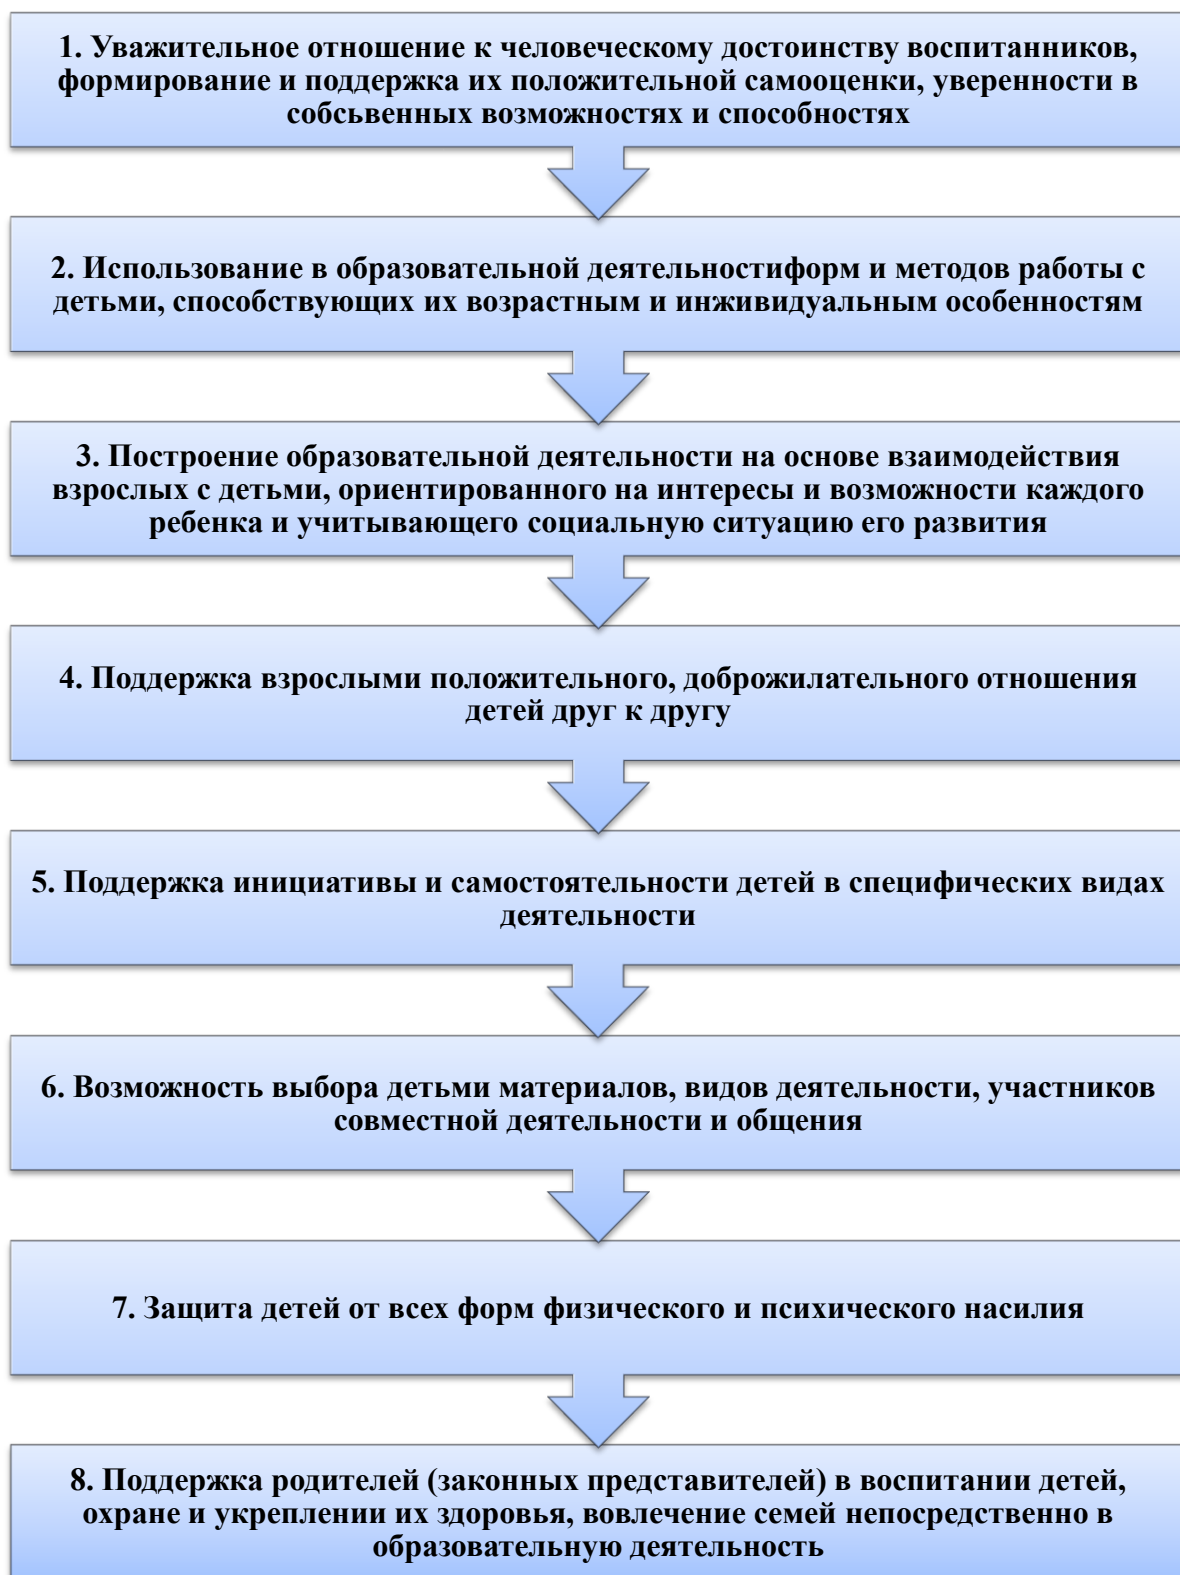 1. Уважительное отношение к человеческому достоинству воспитанников,
формирование и поддержка их положительной самооценки, уверенности в
собсьвенных возможностях и способностях
2. Использование в образовательной деятельностиформ и методов работы с
детьми, способствующих их возрастным и инживидуальным особенностям
3. Построение образовательной деятельности на основе взаимодействия
взрослых с детьми, ориентированного на интересы и возможности каждого
ребенка и учитывающего социальную ситуацию его развития
4. Поддержка взрослыми положительного, доброжилательного отношения
детей друг к другу
5. Поддержка инициативы и самостоятельности детей в специфических видах
деятельности
6. Возможность выбора детьми материалов, видов деятельности, участников
совместной деятельности и общения
7. Защита детей от всех форм физического и психического насилия
8. Поддержка родителей (законных представителей) в воспитании детей,
охране и укреплении их здоровья, вовлечение семей непосредственно в
образовательную деятельность